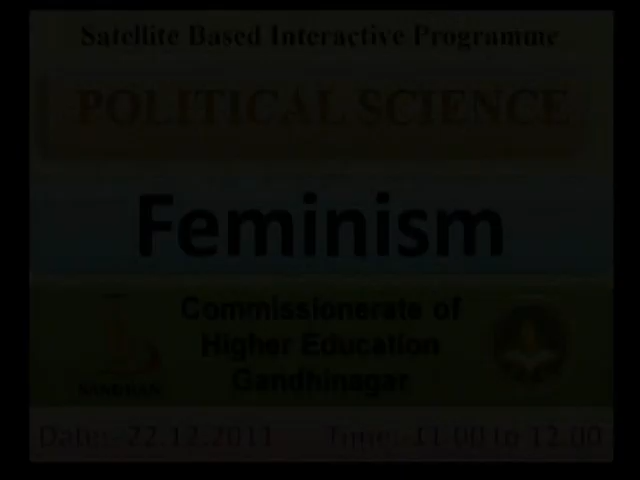 Satellite Based Interactive Programme
POLITICAL SCIENCE
Feminism
Commissionerate of
Higher Education
Gandhinagar
SANDHAN
Date:- 22.12.2011 Time:-11.00 to 12.00